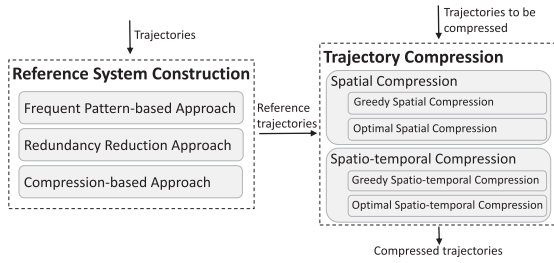 Trajectories
Reference System Construction
Frequent Pattern-based Approach
Redundancy Reduction Approach
Compression-based Approach
Reference
trajectories
Trajectories to be
compressed
Trajectory Compression
Spatial Compression
Greedy Spatial Compression
Optimal Spatial Compression
Spatio-temporal Compression
Greedy Spatio-temporal Compression
Optimal Spatio-temporal Compression
Compressed trajectories